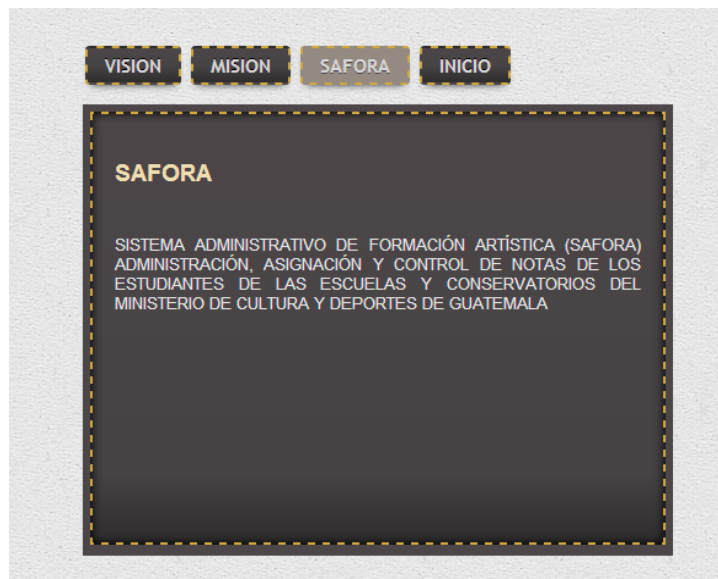 VISION MISION SAFORA INICIO
SAFORA
SISTEMA ADMINISTRATIVO DE FORMACIÓN ARTÍSTICA (SAFORA)
ADMINISTRACIÓN, ASIGNACIÓN Y CONTROL DE NOTAS DE LOS
ESTUDIANTES DE LAS ESCUELAS Y CONSERVATORIOS DEL
MINISTERIO DE CULTURA Y DEPORTES DE GUATEMALA